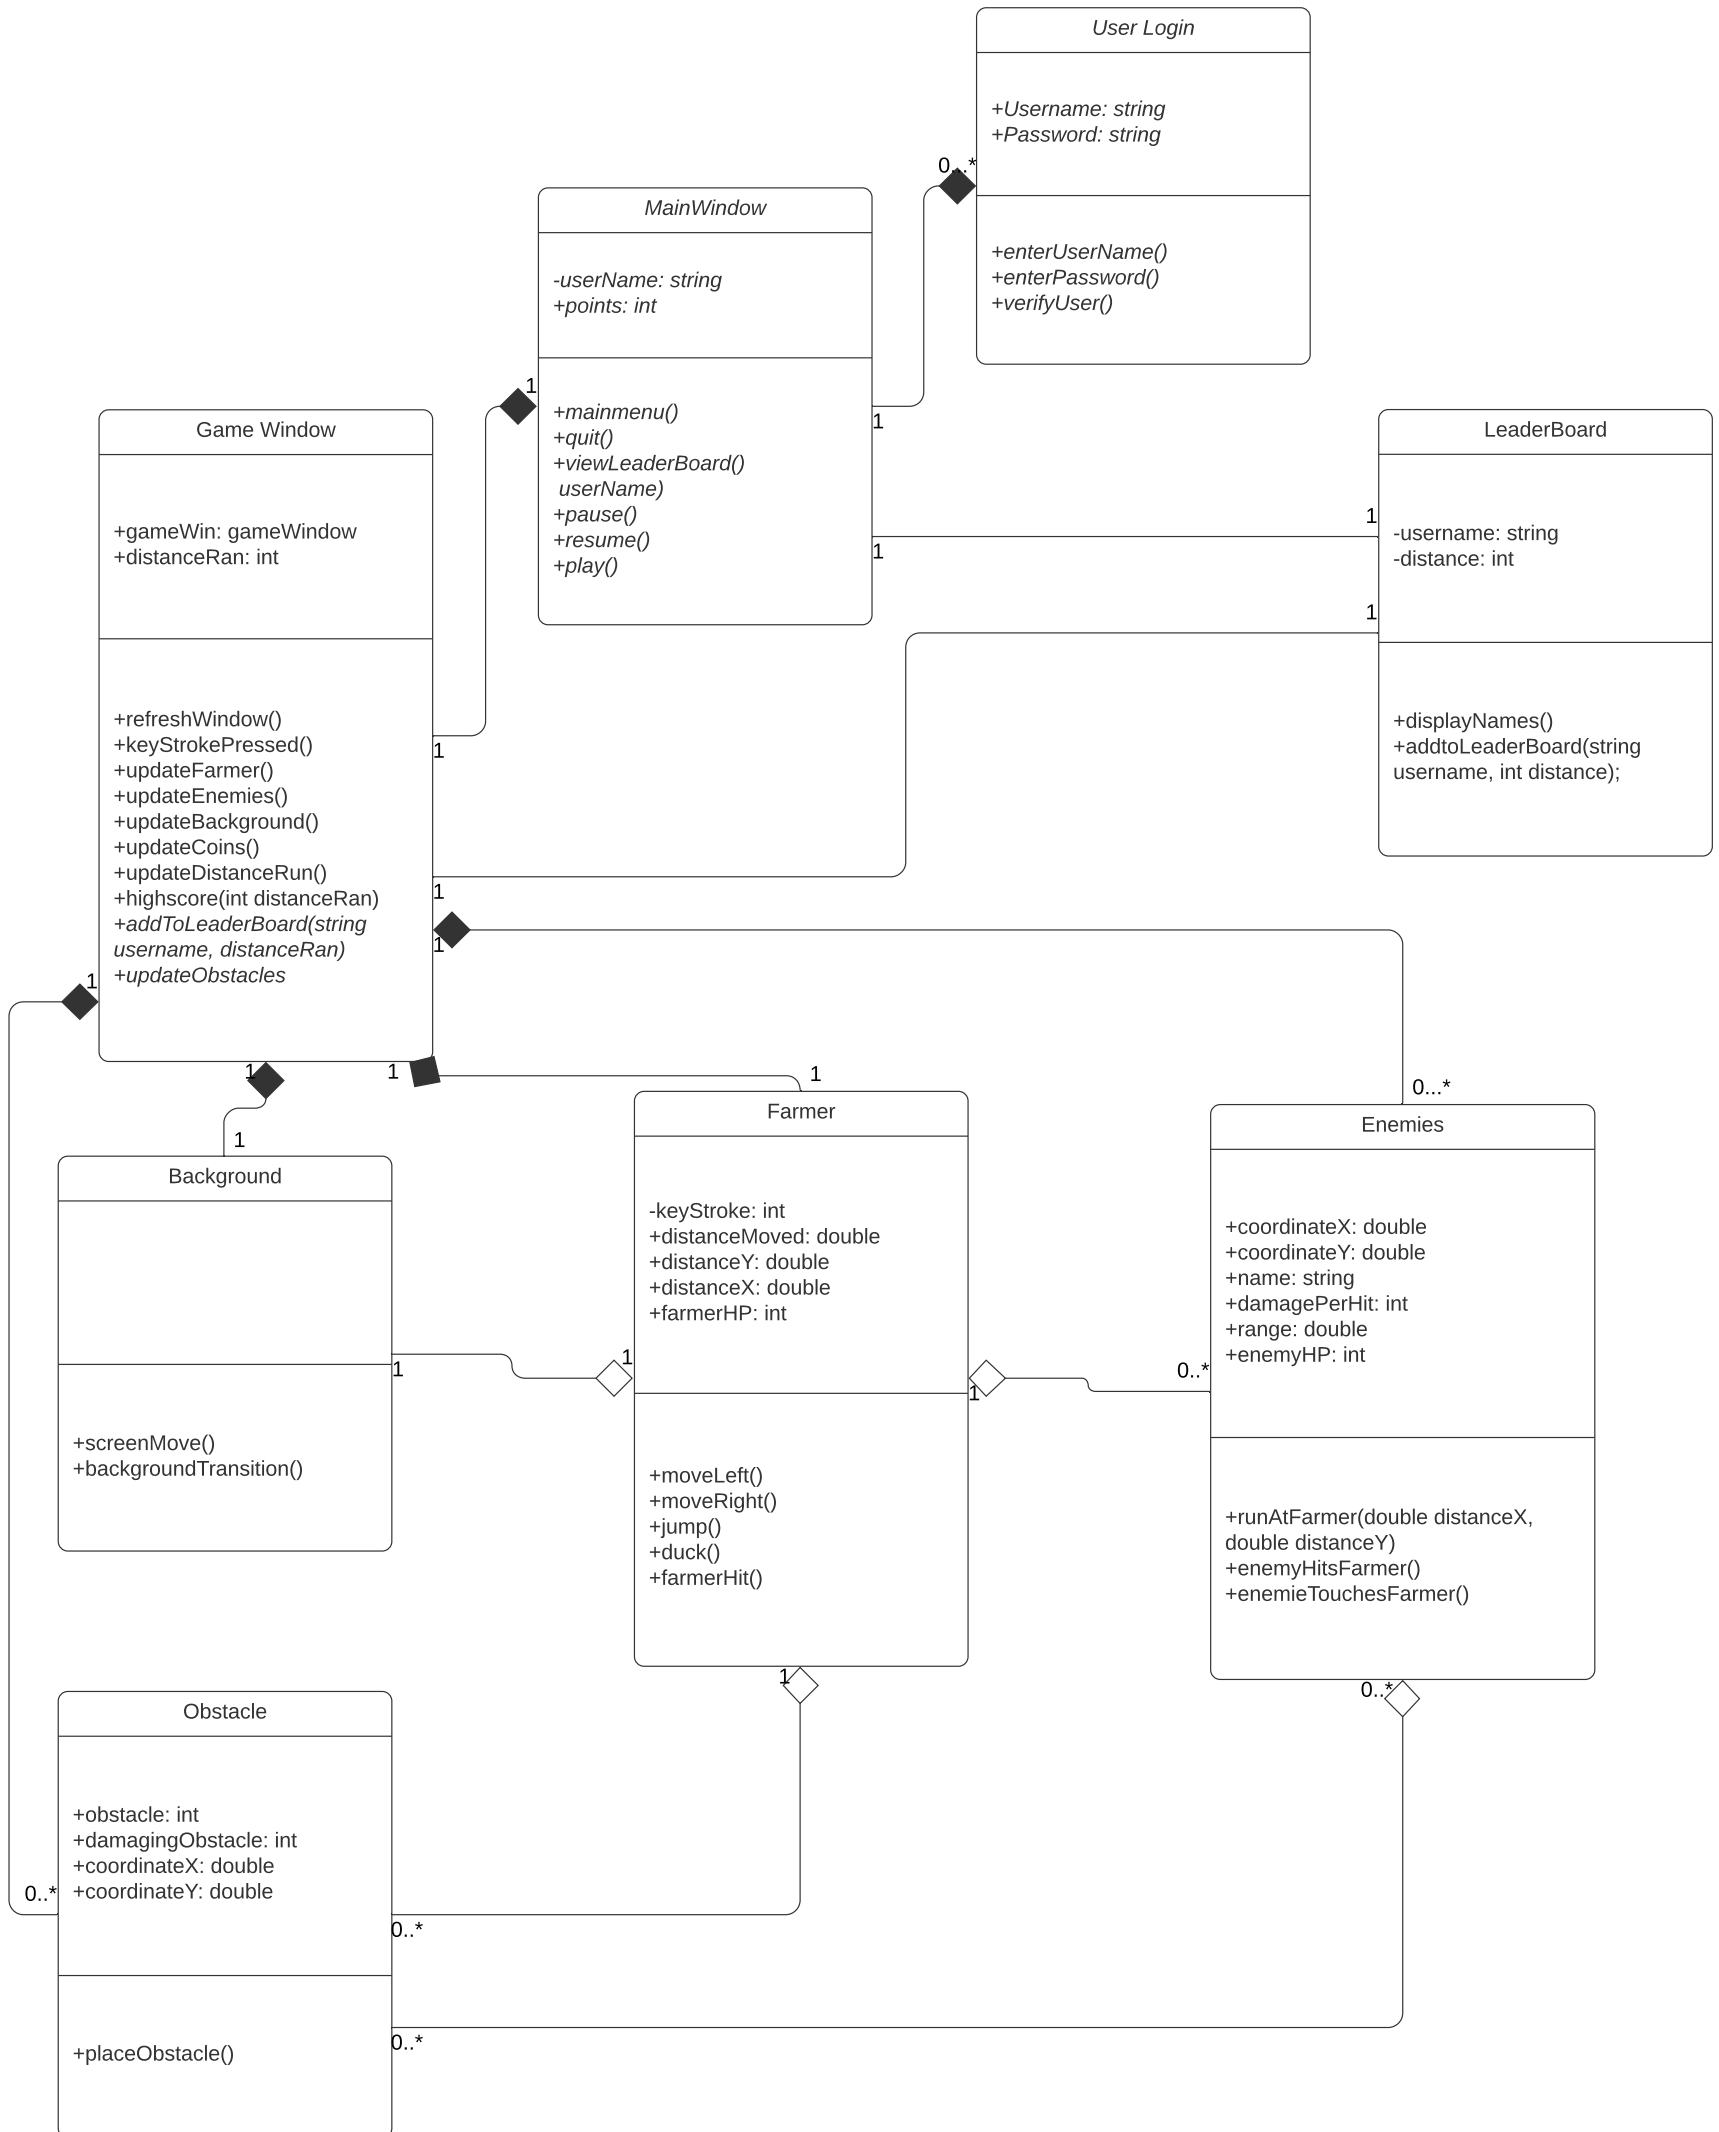 User Login
+Username: string
+Password: string
0...*
+enterUserName()
+enterPassword()
+verifyUser()
MainWindow
-userName: string
+points: int
1
+mainmenu()
+quit()
+viewLeaderBoard()
userName)
+pause()
+resume()
+play()
1
1
Game Window
+gameWin: gameWindow
+distanceRan: int
+refreshWindow()
+keyStrokePressed()
+updateFarmer()
+updateEnemies()
+updateBackground()
+updateCoins()
+updateDistanceRun()
+highscore(int distanceRan)
+addToLeaderBoard(string
username, distanceRan)
+updateObstacles
1
1
1
1
1
1
LeaderBoard
1
-username: string
-distance: int
1
+displayNames()
+addtoLeaderBoard(string
username, int distance);
1
Background
1
+screenMove()
+backgroundTransition()
1
Farmer
-keyStroke: int
+distanceMoved: double
+distanceY: double
+distanceX: double
+farmerHP: int
1
1
+moveLeft()
+moveRight()
+jump()
+duck()
+farmerHit()
1
0...*
Enemies
+coordinateX: double
+coordinateY: double
+name: string
+damagePerHit: int
+range: double
+enemyHP: int
0..*
+runAtFarmer(double distanceX,
double distanceY)
+enemyHitsFarmer()
+enemieTouchesFarmer()
0..*
Obstacle
+obstacle: int
+damagingObstacle: int
+coordinateX: double
+coordinateY: double
0..*
0..*
+placeObstacle()
0..*